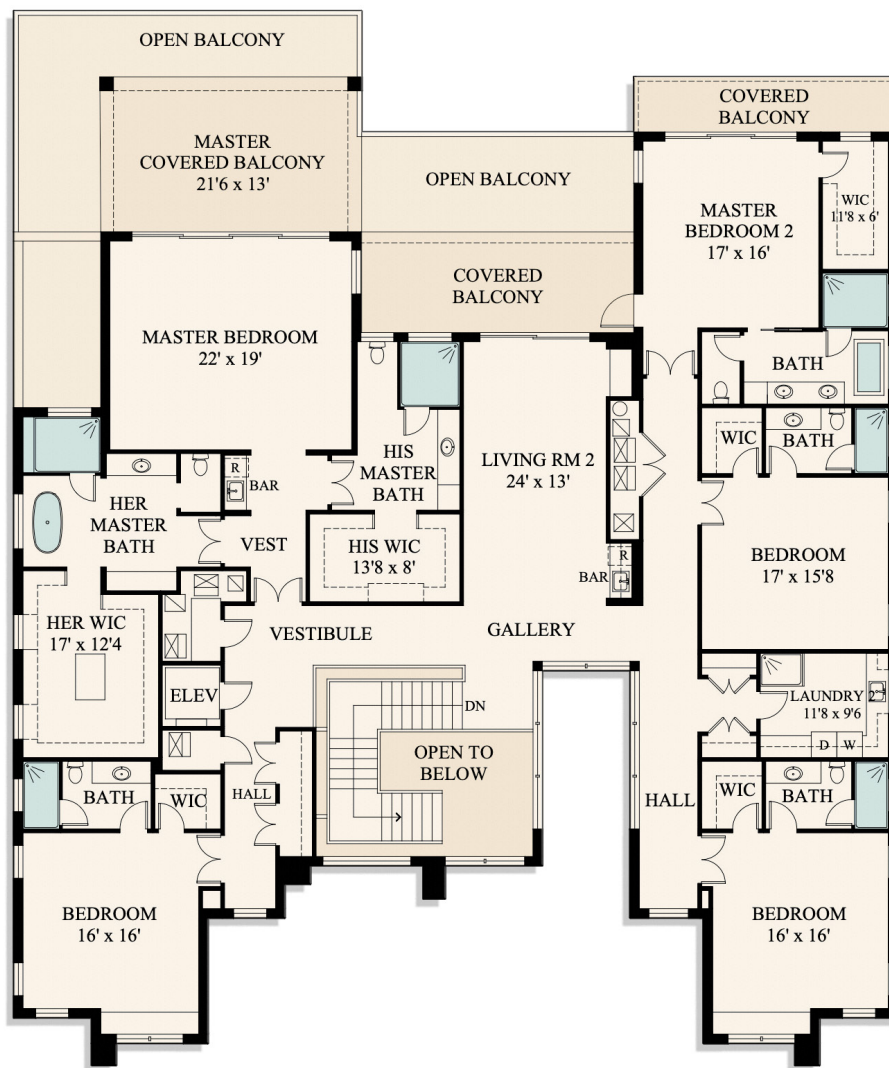 OPEN BALCONY
MASTER
COVERED BALCONY
21'6 x 13'
COVERED
BALCONY
OPEN BALCONY
COVERED
BALCONY
MASTER
BEDROOM 2
17' x 16'
WIC
11'8 x 6'
MASTER BEDROOM
22' x 19'
BATH
HIS
MASTER
BATH
LIVING RM 2
24' x 13'
WIC
BATH
R
BAR
HER
MASTER
BATH
VEST
HIS WIC
13'8 x 8'
R
BAR
BEDROOM
17' x 15'8
HER WIC
17' x 12'4
VESTIBULE
GALLERY
ELEV
DN
LAUNDRY 2
11'8 x 9'6
D
W
OPEN TO
BELOW
BATH
WIC
HALL
HALL
WIC
BATH
BEDROOM
16' x 16'
BEDROOM
16' x 16'